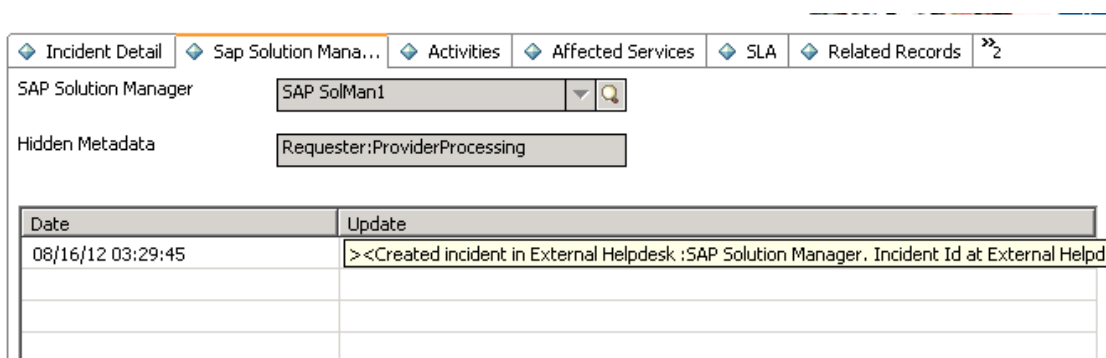 Incident Detail Sap Solution Mana... Activities Affected Services SLA Related Records »2
SAP Solution Manager SAP SolMan1
Hidden Metadata Requester:ProviderProcessing
Date Update
08/16/12 03:29:45 ><Created incident in External Helpdesk :SAP Solution Manager. Incident Id at External Helpd